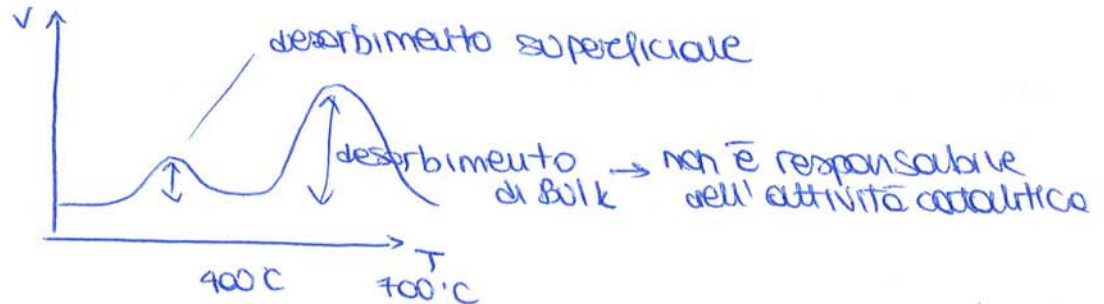 V
desorbimento superficiale
desorbimento → non è responsabile
di Bulk dell'attività catalitica
T
400 C 700°C